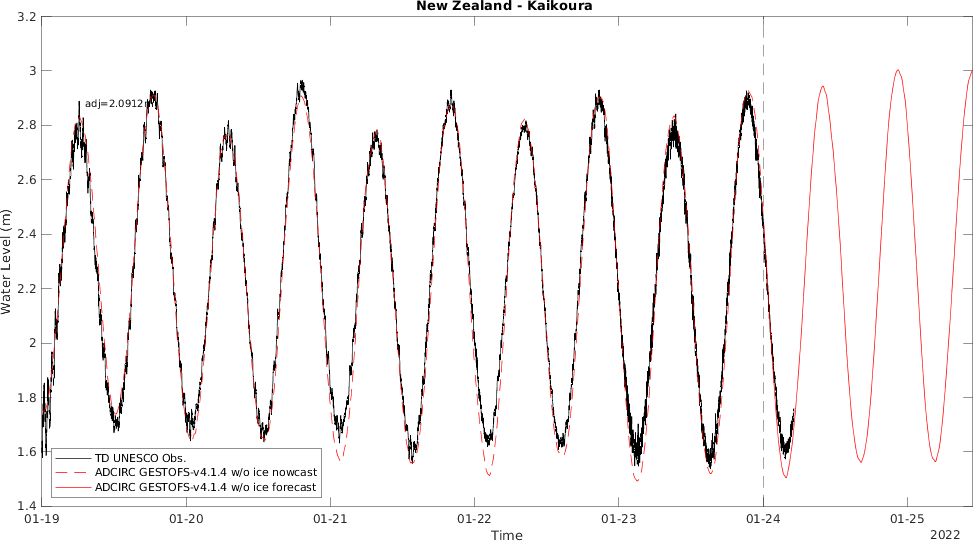 New Zealand - Kaikoura
3.2
3
2.8
2.6
2.4
2.2
2
1.8
1.6
1.4
Water Level (m)
adj=2.0912
TD UNESCO Obs.
ADCIRC GESTOFS-v4.1.4 w/o ice nowcast
ADCIRC GESTOFS-v4.1.4 w/o ice forecast
01-19 01-20 01-21 01-22 01-23 01-24 01-25
Time
2022